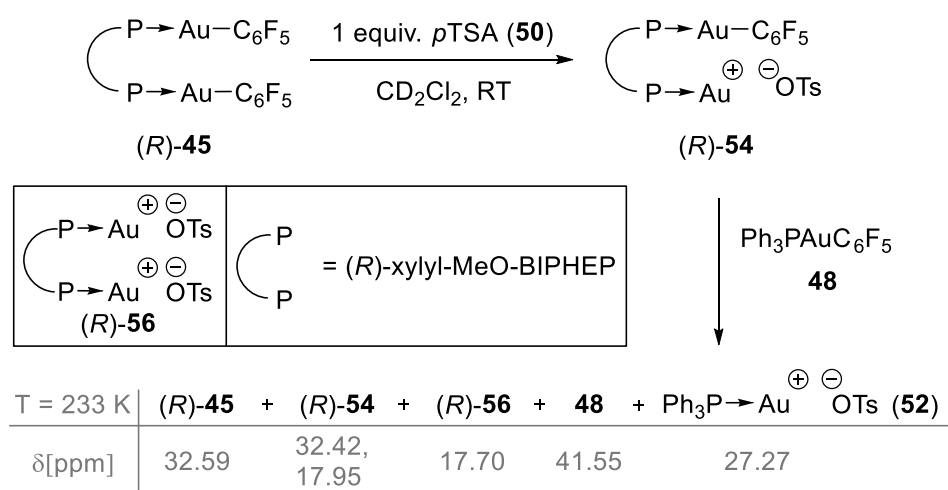 P→Au—C6F5
P→Au—C6F5
(R)-45
1 equiv. pTSA (50)
CD2Cl2, RT
P→Au—C6F5
P→Au ⊕ ⊖ OTs
(R)-54
P→Au ⊕ ⊖ OTs
P→Au ⊕ ⊖ OTs
(R)-56
P
P
= (R)-xylyl-MeO-BIPHEP
Ph3PAuC6F5
48
T = 233 K (R)-45 + (R)-54 + (R)-56 + 48 + Ph3P→Au ⊕ ⊖ OTs (52)
δ[ppm] 32.59 32.42, 17.95 17.70 41.55 27.27